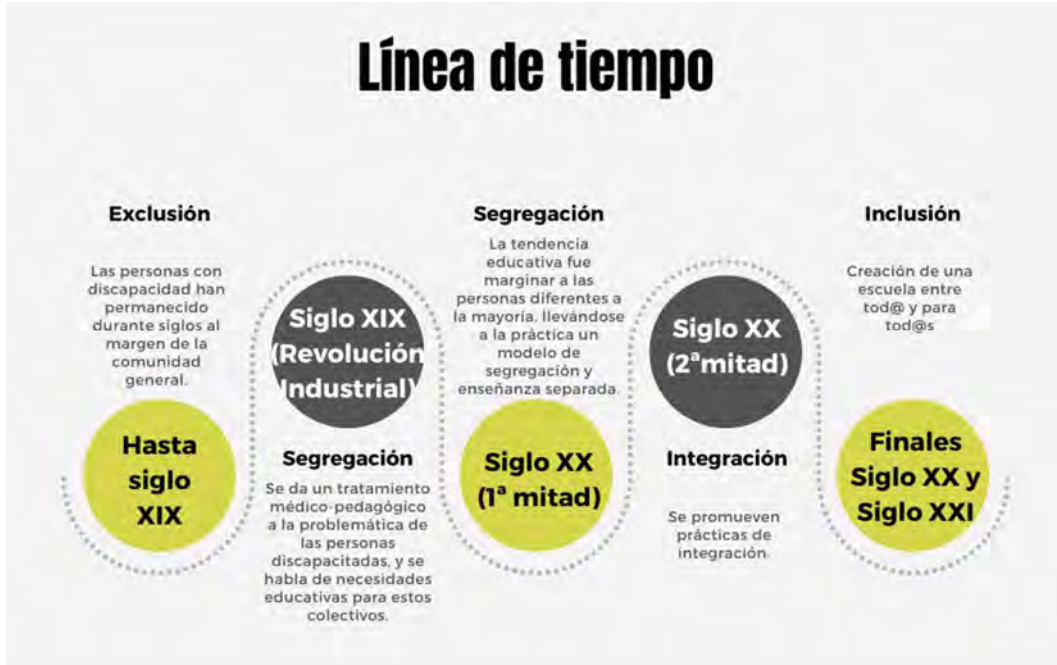 Línea de tiempo
Exclusión
Las personas con
discapacidad han
permanecido
durante siglos al
margen de la
comunidad
general.
Hasta
siglo
XIX
Siglo XIX
(Revolución
Industrial)
Segregación
Se da un tratamiento
médico-pedagógico
a la problemática de
las personas
discapacitadas, y se
habla de necesidades
educativas para estos
colectivos.
Segregación
La tendencia
educativa fue
marginar a las
personas diferentes a
la mayoría, llevándose
a la práctica un
modelo de
segregación y
enseñanza separada.
Siglo XX
(1ª mitad)
Siglo XX
(2ªmitad)
Integración
Se promueven
prácticas de
integración.
Inclusión
Creación de una
escuela entre
tod@ y para
tod@s
Finales
Siglo XX y
Siglo XXI